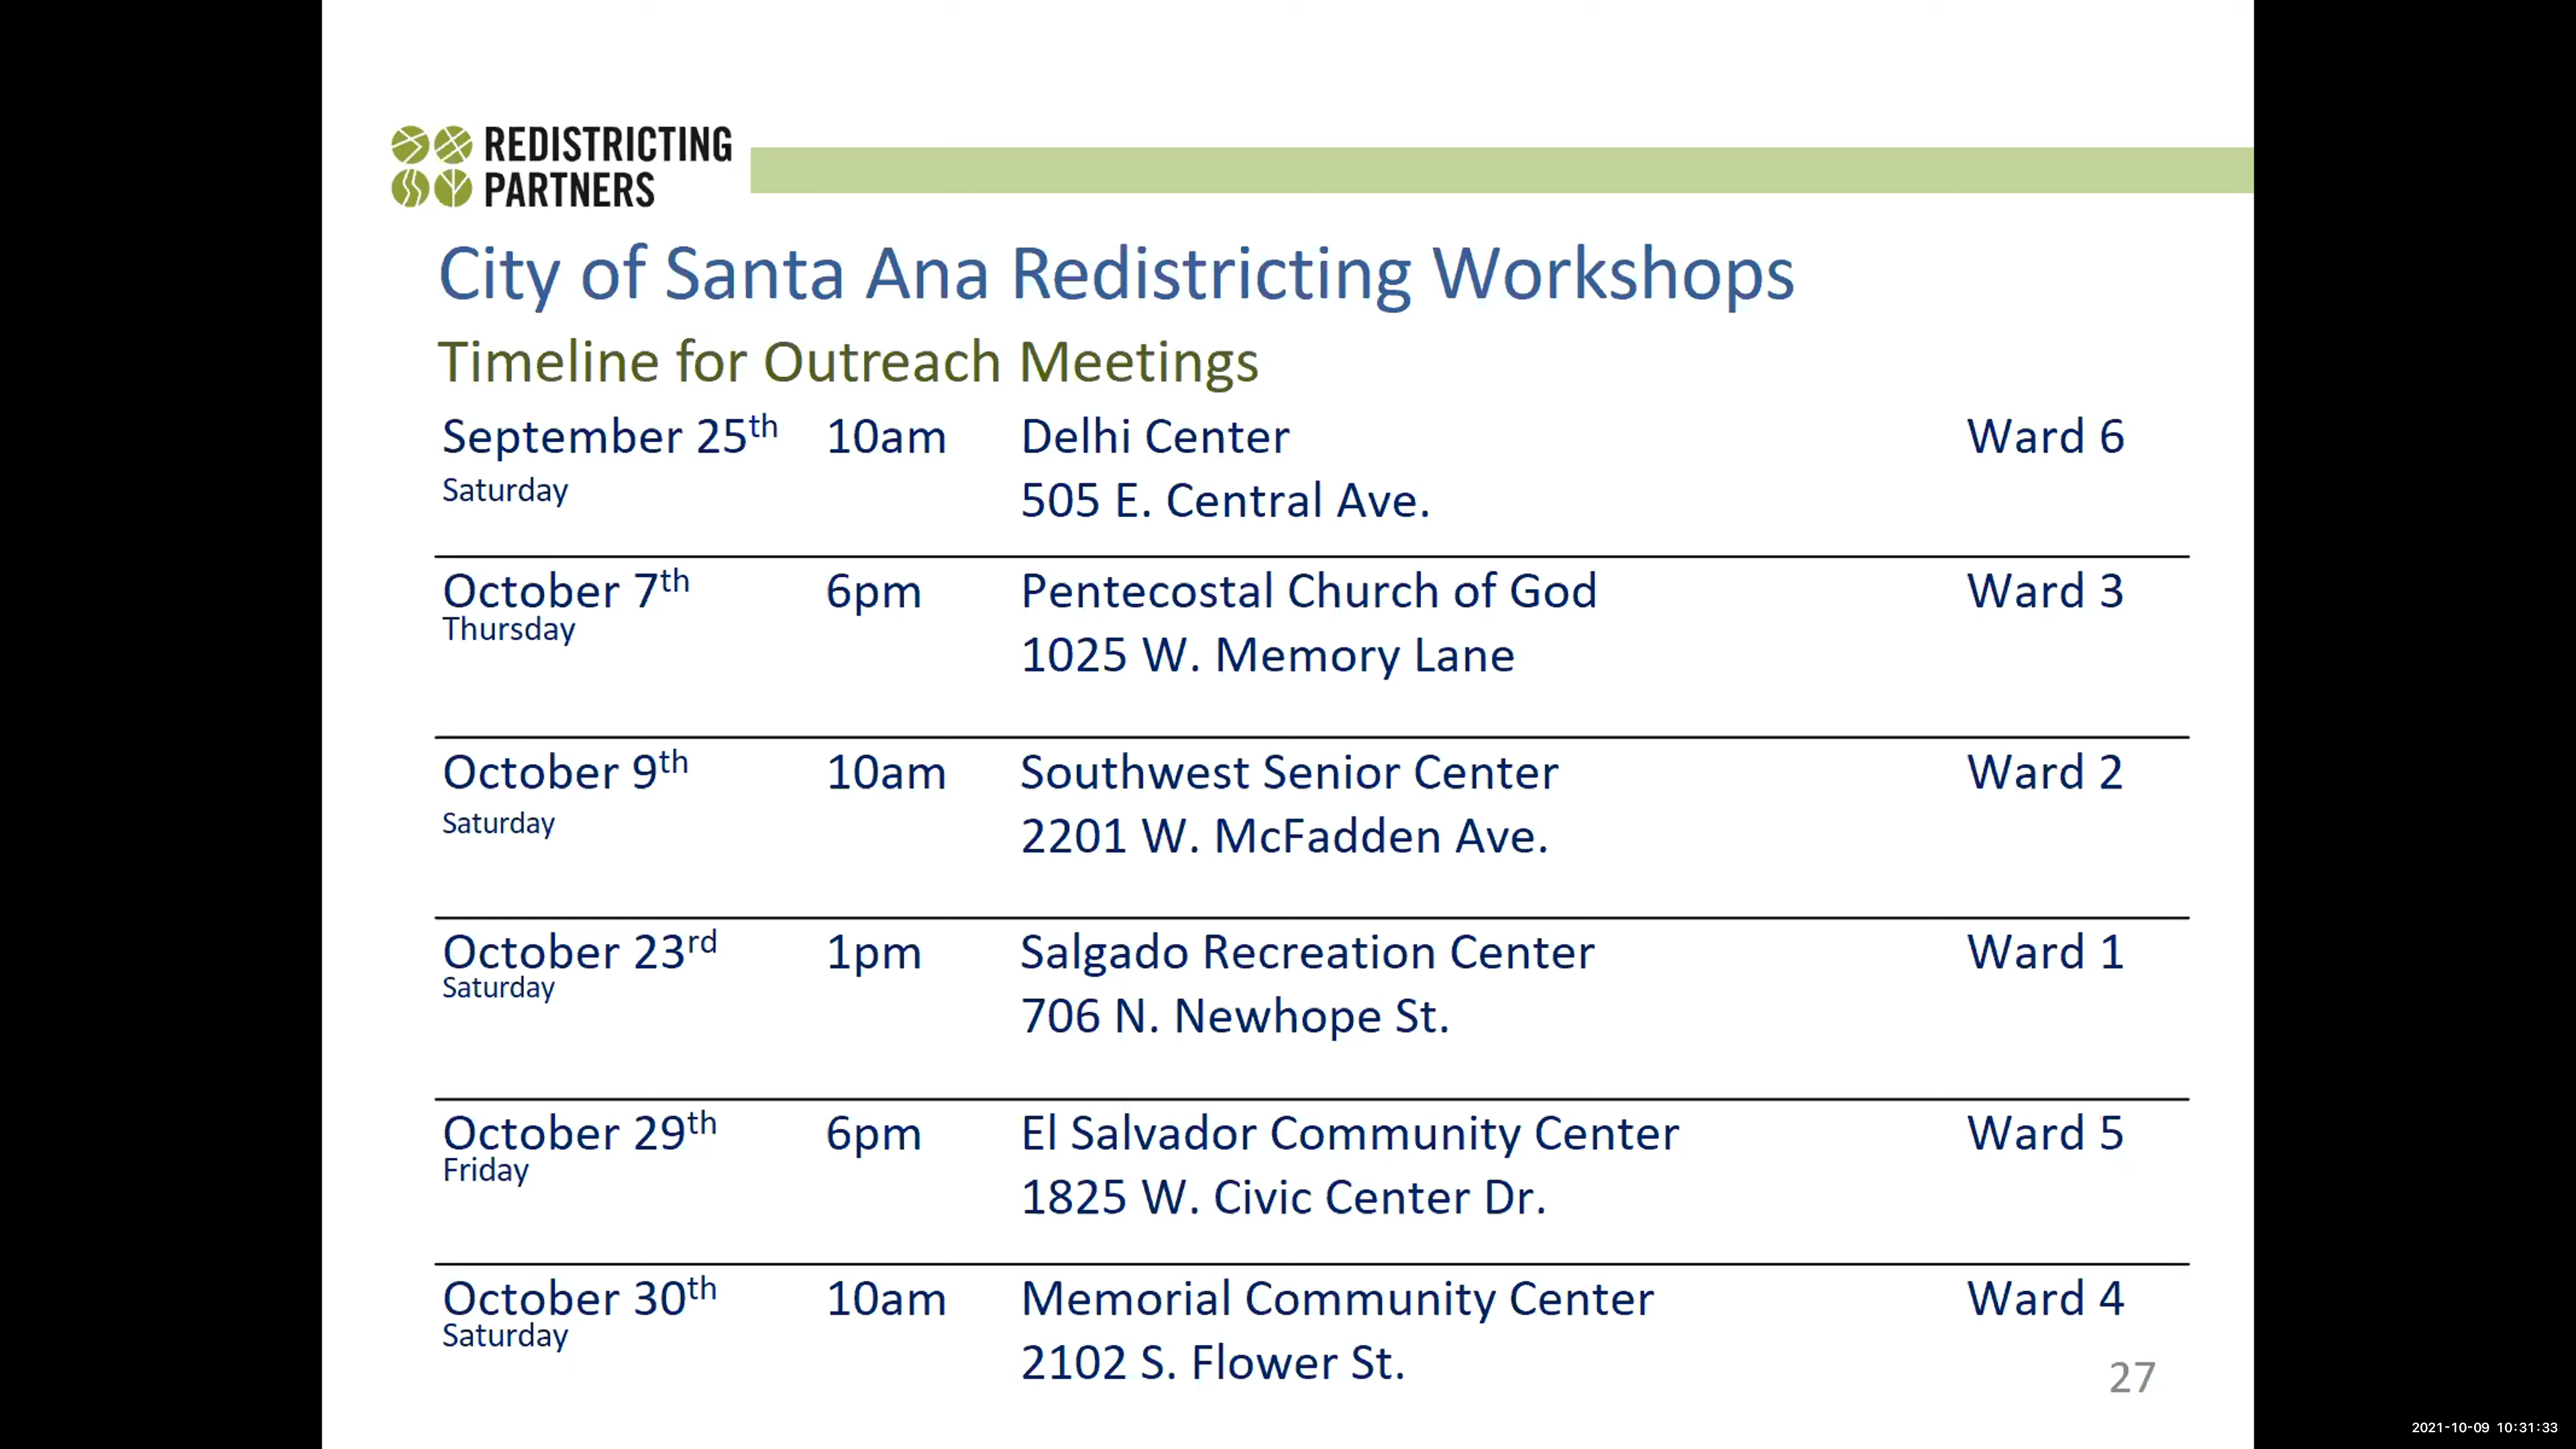 REDISTRICTING
PARTNERS
City of Santa Ana Redistricting Workshops
Timeline for Outreach Meetings
September 25th 10am Delhi Center Ward 6
Saturday 505 E. Central Ave.
October 7th 6pm Pentecostal Church of God Ward 3
Thursday 1025 W. Memory Lane
October 9th 10am Southwest Senior Center Ward 2
Saturday 2201 W. McFadden Ave.
October 23rd 1pm Salgado Recreation Center Ward 1
Saturday 706 N. Newhope St.
October 29th 6pm El Salvador Community Center Ward 5
Friday 1825 W. Civic Center Dr.
October 30th 10am Memorial Community Center Ward 4
Saturday 2102 S. Flower St.
27
2021-10-09 10:31:33